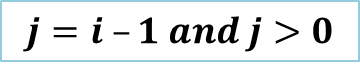 j = i – 1 and j > 0